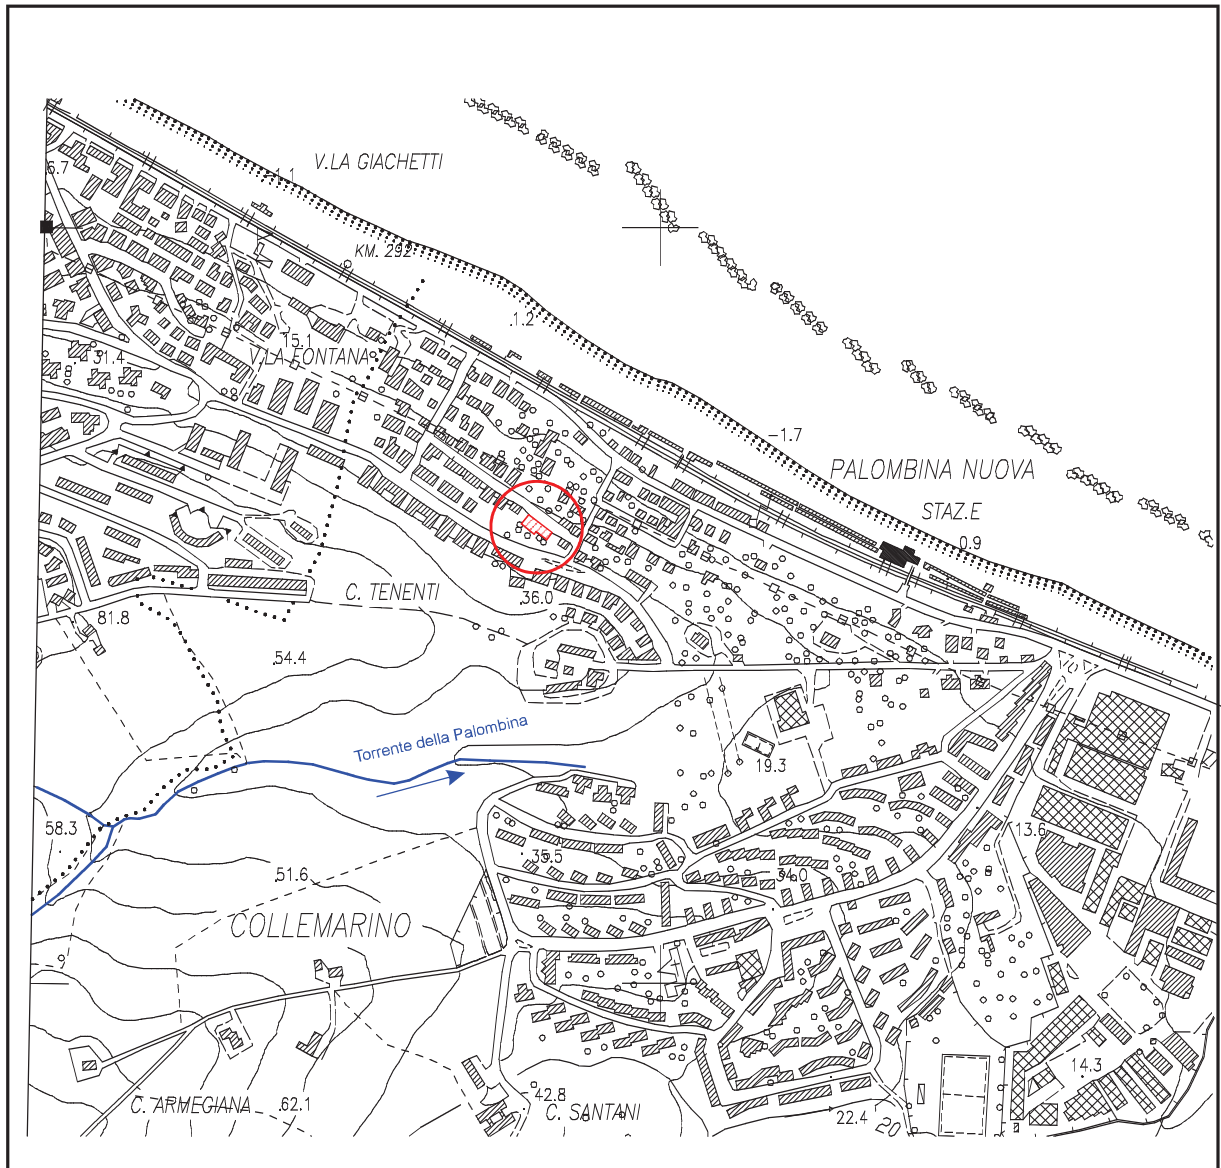 V.LA GIACHETTI
-1.1
6.7
KM. 292
.1.2
15.1
V.LA FONTANA
31.4
-1.7
PALOMBINA NUOVA
STAZ.E
0.9
C. TENENTI
36.0
81.8
54.4
Torrente della Palombina
19.3
58.3
13.6
35.5
51.6
34.0
COLLEMARINO
14.3
42.8
C. ARMEGIANA
62.1
C. SANTANI
22.4
20